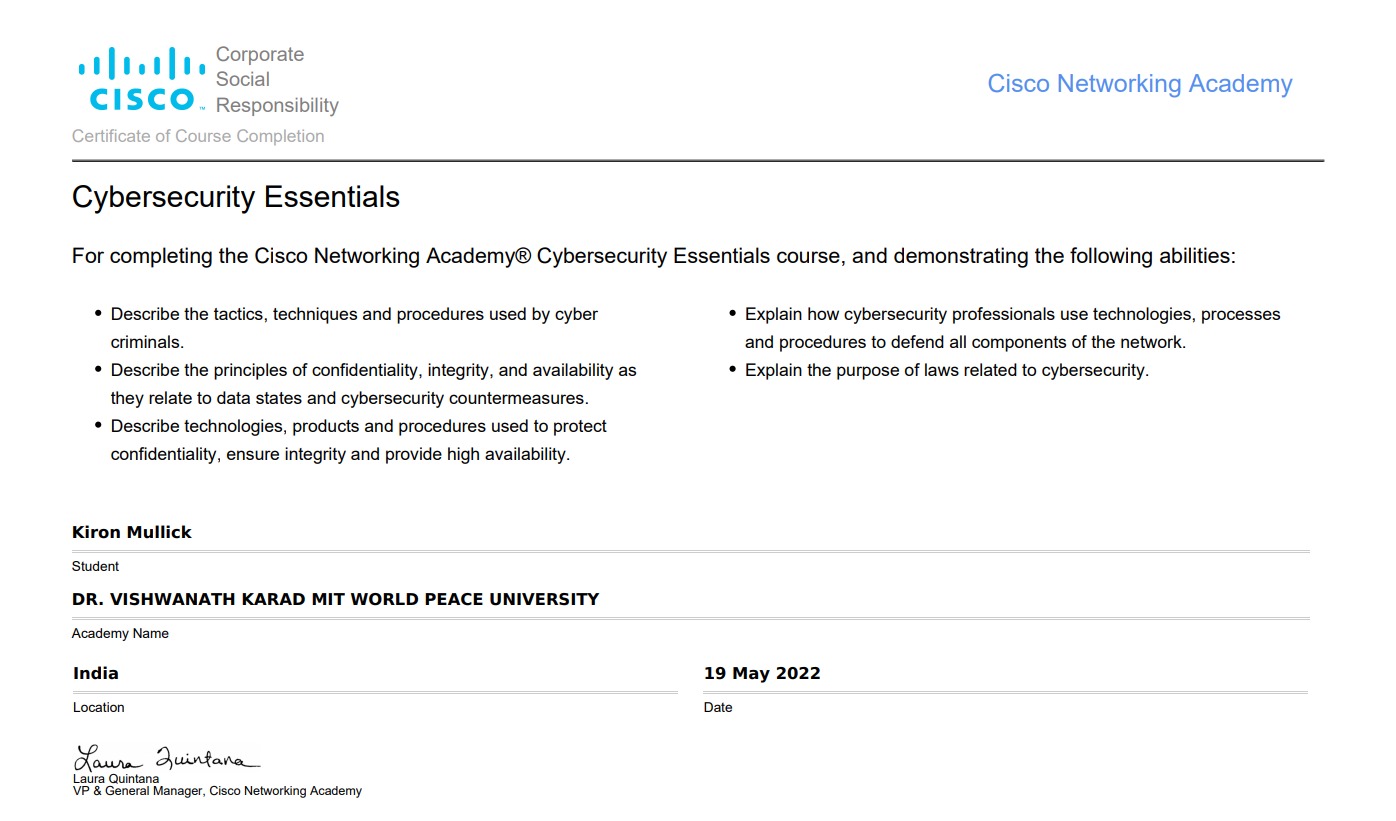 Corporate
Social
Responsibility
CISCO™
Certificate of Course Completion
Cisco Networking Academy
Cybersecurity Essentials
For completing the Cisco Networking Academy® Cybersecurity Essentials course, and demonstrating the following abilities:
• Describe the tactics, techniques and procedures used by cyber
criminals.
• Describe the principles of confidentiality, integrity, and availability as
they relate to data states and cybersecurity countermeasures.
• Describe technologies, products and procedures used to protect
confidentiality, ensure integrity and provide high availability.
• Explain how cybersecurity professionals use technologies, processes
and procedures to defend all components of the network.
• Explain the purpose of laws related to cybersecurity.
Kiron Mullick
Student
DR. VISHWANATH KARAD MIT WORLD PEACE UNIVERSITY
Academy Name
India
Location
19 May 2022
Date
Laura Quintana
Laura Quintana
VP & General Manager, Cisco Networking Academy